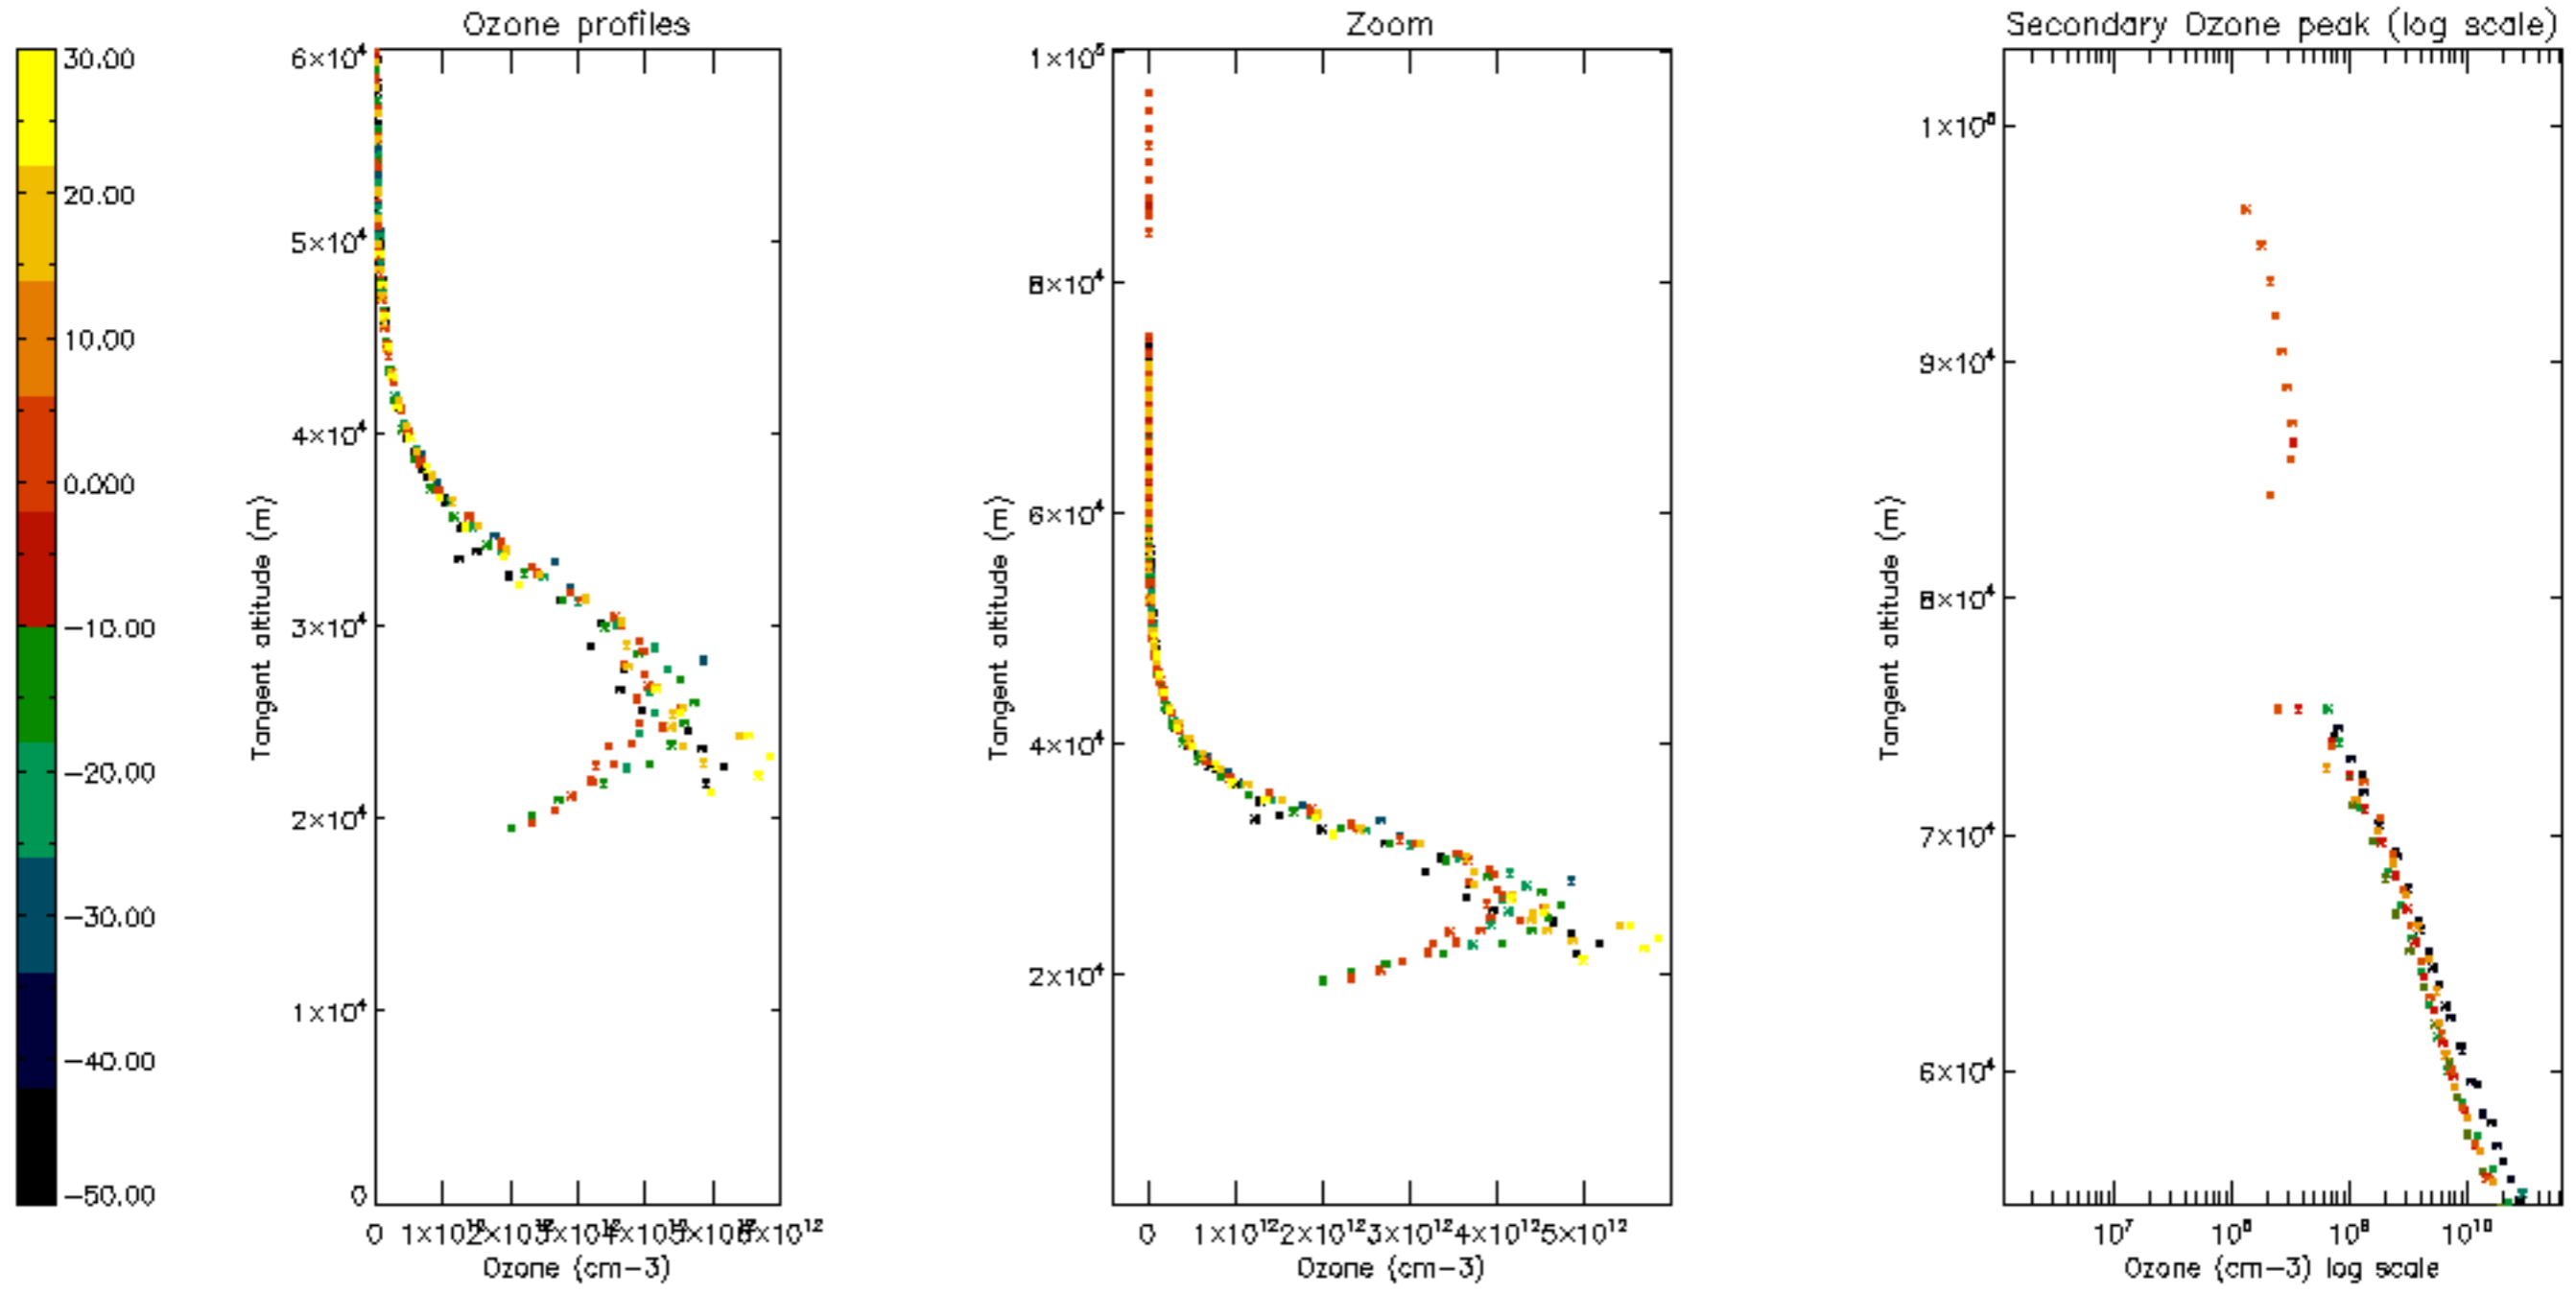 Ozone profiles
Zoom
Secondary Ozone peak (log scale)
30.00
20.00
10.00
0.000
−10.00
−20.00
−30.00
−40.00
−50.00
Tangent altitude (m)
6×10⁴
5×10⁴
4×10⁴
3×10⁴
2×10⁴
1×10⁴
0
0
Ozone (cm−3)
Tangent altitude (m)
1×10⁵
8×10⁴
6×10⁴
4×10⁴
2×10⁴
0 1×10¹² 2×10¹² 3×10¹² 4×10¹² 5×10¹²
Ozone (cm−3)
Tangent altitude (m)
1×10⁵
9×10⁴
8×10⁴
7×10⁴
6×10⁴
10⁷ 10⁸ 10⁹ 10¹⁰
Ozone (cm−3) log scale